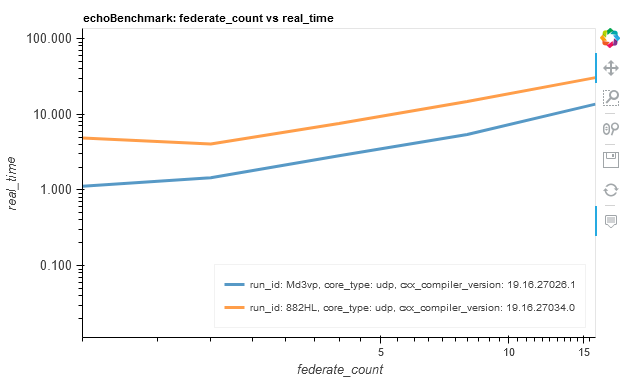 echoBenchmark: federate_count vs real_time
100.000
10.000
1.000
0.100
real_time
run_id: Md3vp, core_type: udp, cxx_compiler_version: 19.16.27026.1
run_id: 882HL, core_type: udp, cxx_compiler_version: 19.16.27034.0
5
10
15
federate_count